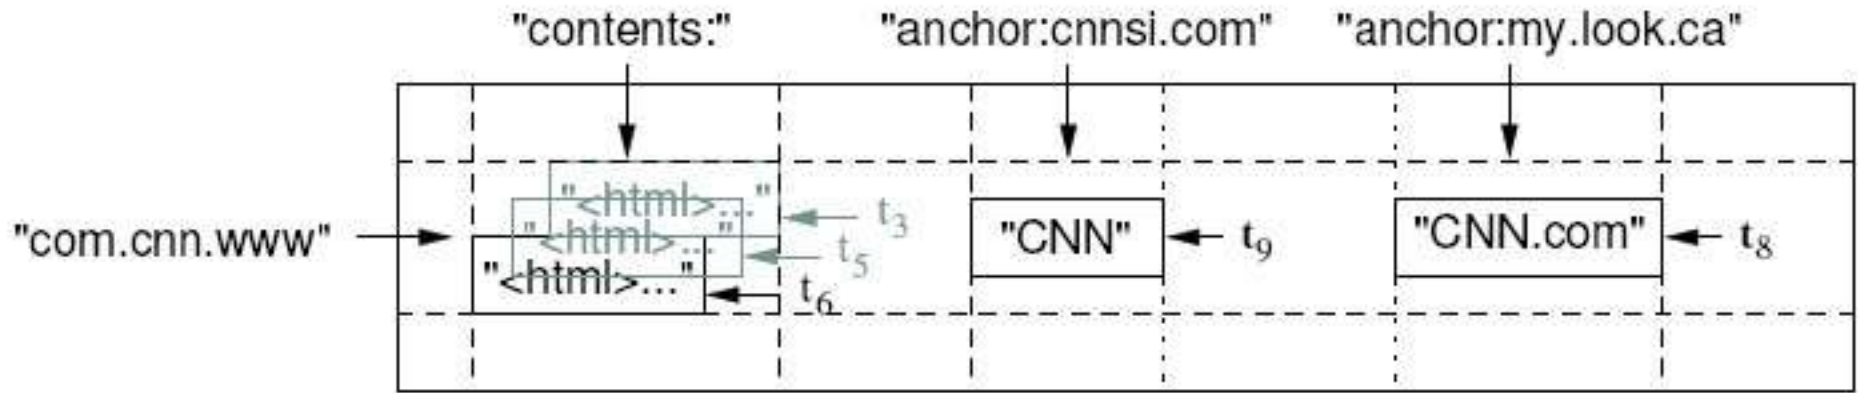 "contents:" "anchor:cnnsi.com" "anchor:my.look.ca"
"<html>..." t3
"com.cnn.www" "<html>..." t5 "CNN" t9 "CNN.com" t8
"<html>..." t6